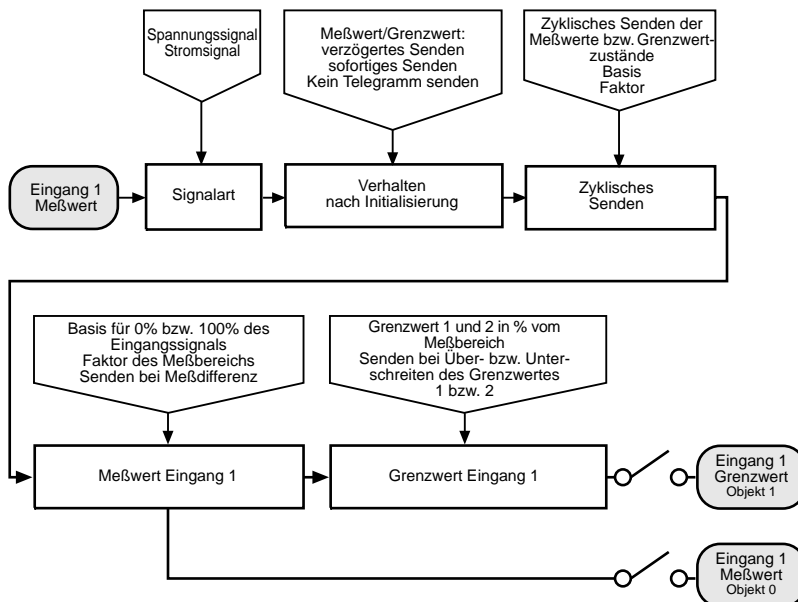 Spannungssignal
Stromsignal
Meßwert/Grenzwert:
verzögertes Senden
sofortiges Senden
Kein Telegramm senden
Zyklisches Senden der
Meßwerte bzw. Grenzwert-
zustände
Basis
Faktor
Eingang 1
Meßwert
Signalart
Verhalten
nach Initialisierung
Zyklisches
Senden
Basis für 0% bzw. 100% des
Eingangssignals
Faktor des Meßbereichs
Senden bei Meßdifferenz
Grenzwert 1 und 2 in % vom
Meßbereich
Senden bei Über- bzw. Unter-
schreiten des Grenzwertes
1 bzw. 2
Meßwert Eingang 1
Grenzwert Eingang 1
Eingang 1
Grenzwert
Objekt 1
Eingang 1
Meßwert
Objekt 0